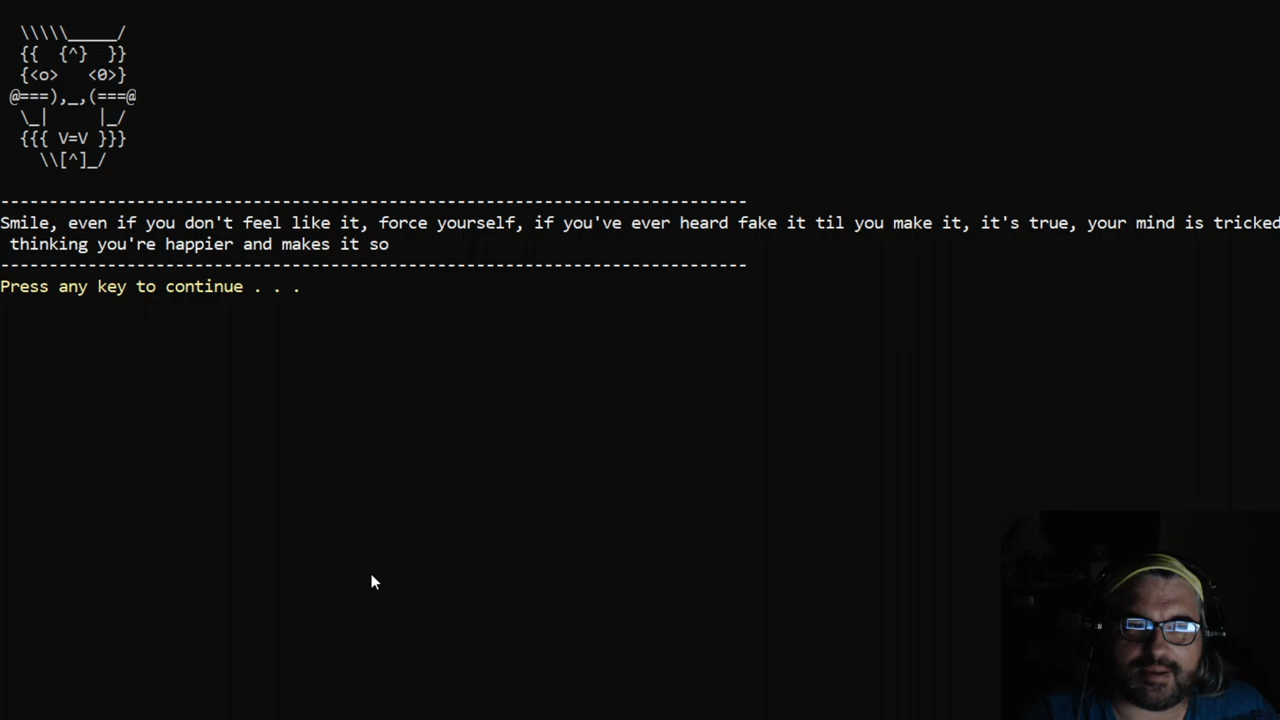 \\\\\_____/
{{  {^}  }}
{<o>   <0>}
@===),_,(===@
\_|     |_/
{{{ V=V }}}
\\[^]_/
----------------------------------------------------------------------------
Smile, even if you don't feel like it, force yourself, if you've ever heard fake it til you make it, it's true, your mind is tricked
thinking you're happier and makes it so
----------------------------------------------------------------------------
Press any key to continue . . .